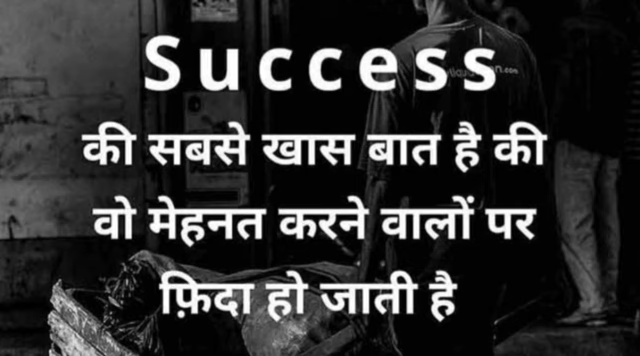 Success
की सबसे खास बात है की
वो मेहनत करने वालों पर
फ़िदा हो जाती है